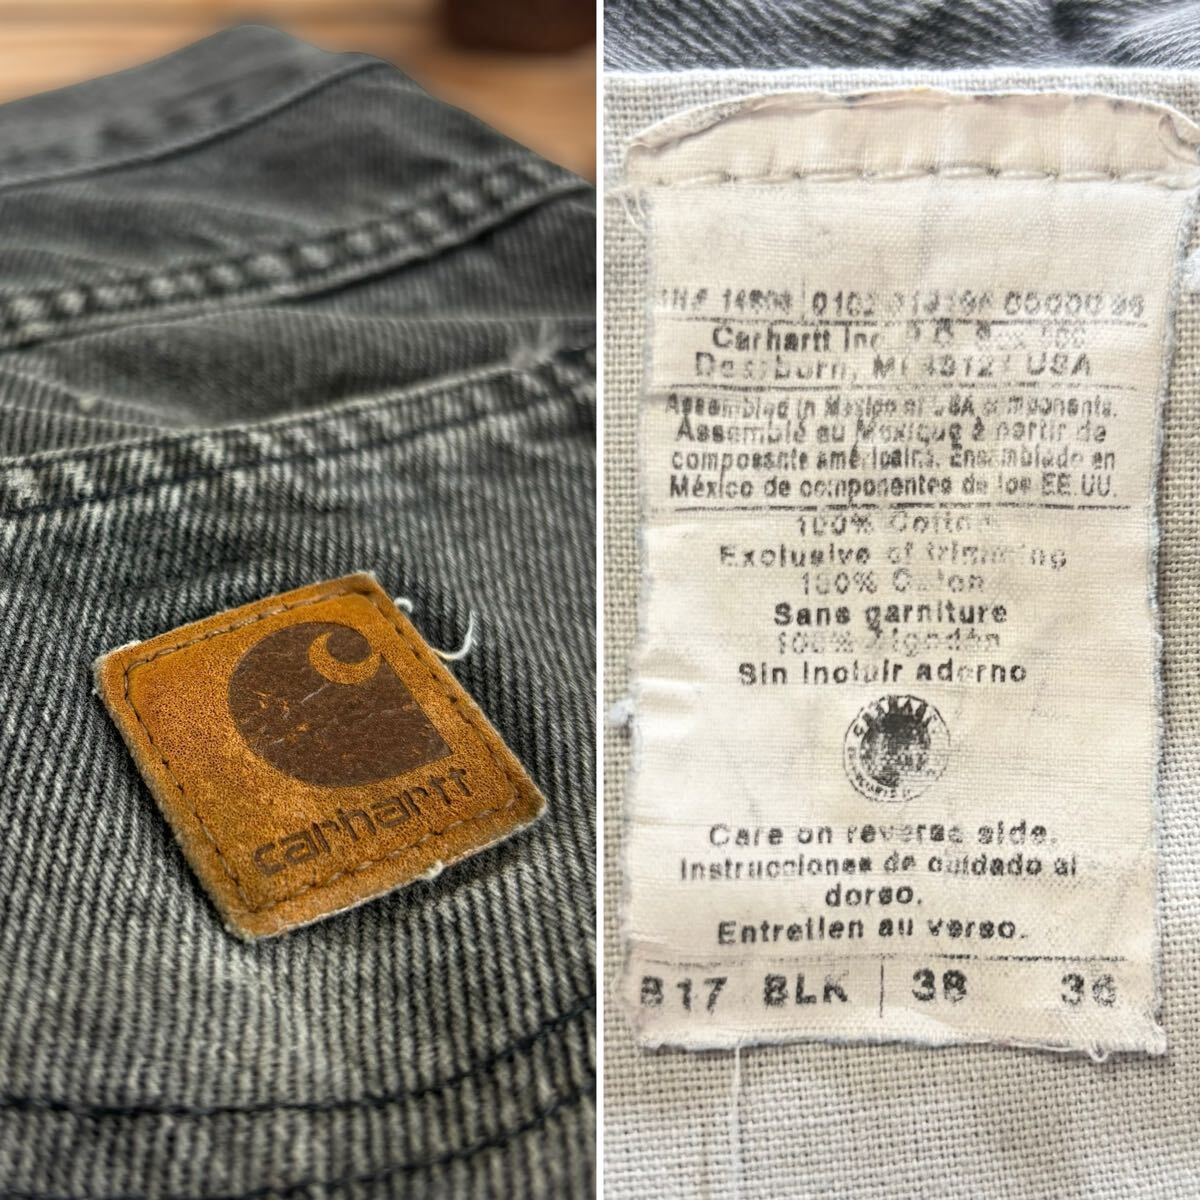 carhartt
Carhartt Inc. P.O. Box
Dearborn, MI 48121 USA
Assembled in Mexico of USA components.
Assemblé au Mexique à partir de
composants américains. Ensamblado en
México de componentes de los EE.UU.
100% Cotton
Exclusive of trimming
100% Coton
Sans garniture
100% Algodón
Sin incluir adorno
CARHARTT
Care on reverse side.
Instrucciones de cuidado al
dorso.
Entretien au verso.
B17 BLK 38 36